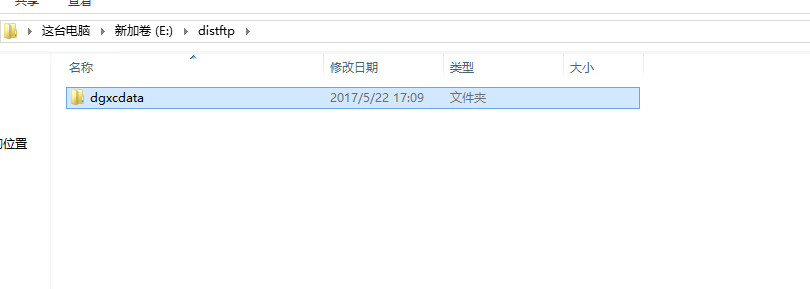 共享 查看
这台电脑 新加卷 (E:) distftp
名称 修改日期 类型 大小
dgxcdata 2017/5/22 17:09 文件夹
的位置